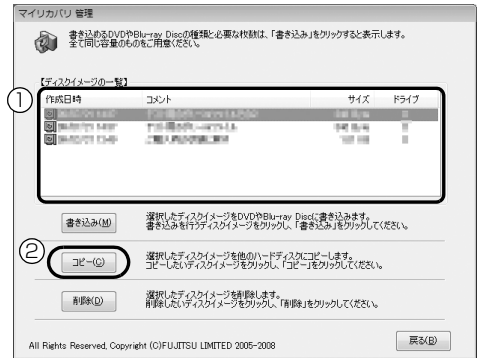 マイリカバリ 管理
書き込めるDVDやBlu-ray Discの種類と必要な枚数は、「書き込み」をクリックすると表示します。
全て同じ容量のものをご用意ください。
【ディスクイメージの一覧】
①
作成日時 コメント サイズ ドライブ
書き込み(M)
選択したディスクイメージをDVDやBlu-ray Discに書き込みます。
書き込みを行うディスクイメージをクリックし、「書き込み」をクリックしてください。
②
コピー(C)
選択したディスクイメージを他のハードディスクにコピーします。
コピーしたいディスクイメージをクリックし、「コピー」をクリックしてください。
削除(D)
選択したディスクイメージを削除します。
削除したいディスクイメージをクリックし、「削除」をクリックしてください。
All Rights Reserved, Copyright (C)FUJITSU LIMITED 2005-2008
戻る(B)